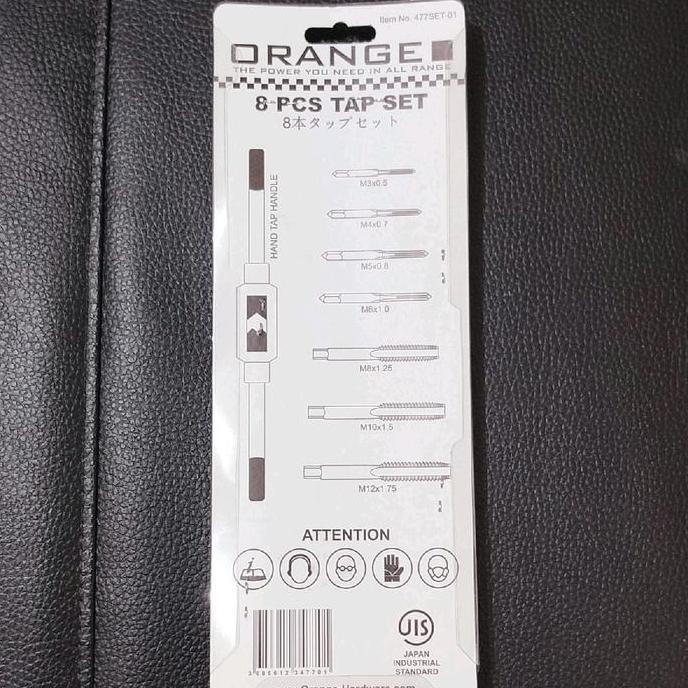 Item No. 477SET-01
ORANGE
THE POWER YOU NEED IN ALL RANGE
8-PCS TAP SET
8本タップセット
HAND TAP HANDLE
M3x0.5
M4x0.7
M5x0.8
M6x1.0
M8x1.25
M10x1.5
M12x1.75
ATTENTION
JIS
JAPAN
INDUSTRIAL
STANDARD